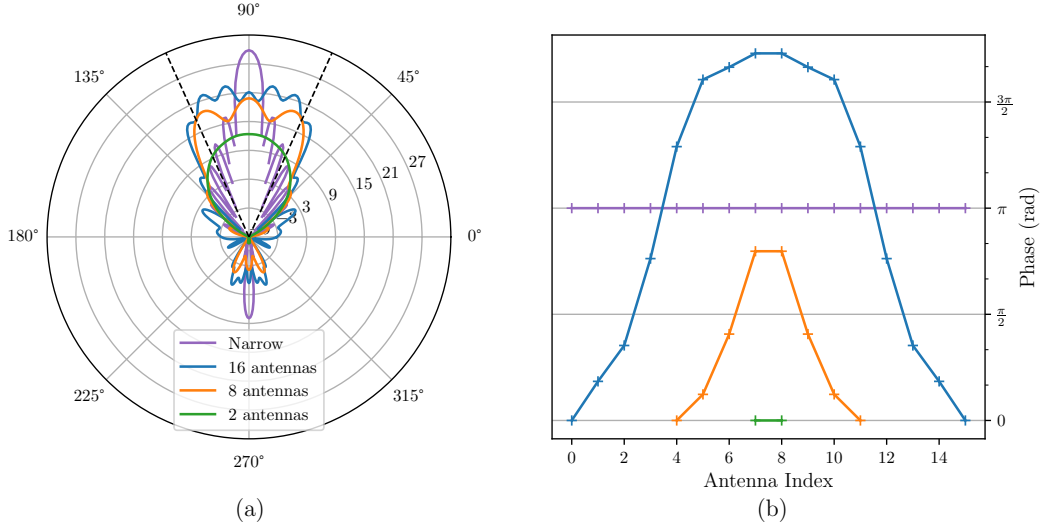 90°
135°
45°
27
21
15
9
3
−3
180°
0°
Narrow
16 antennas
8 antennas
2 antennas
225°
315°
270°
(a)
3π/2
π
π/2
0
Phase (rad)
0 2 4 6 8 10 12 14
Antenna Index
(b)